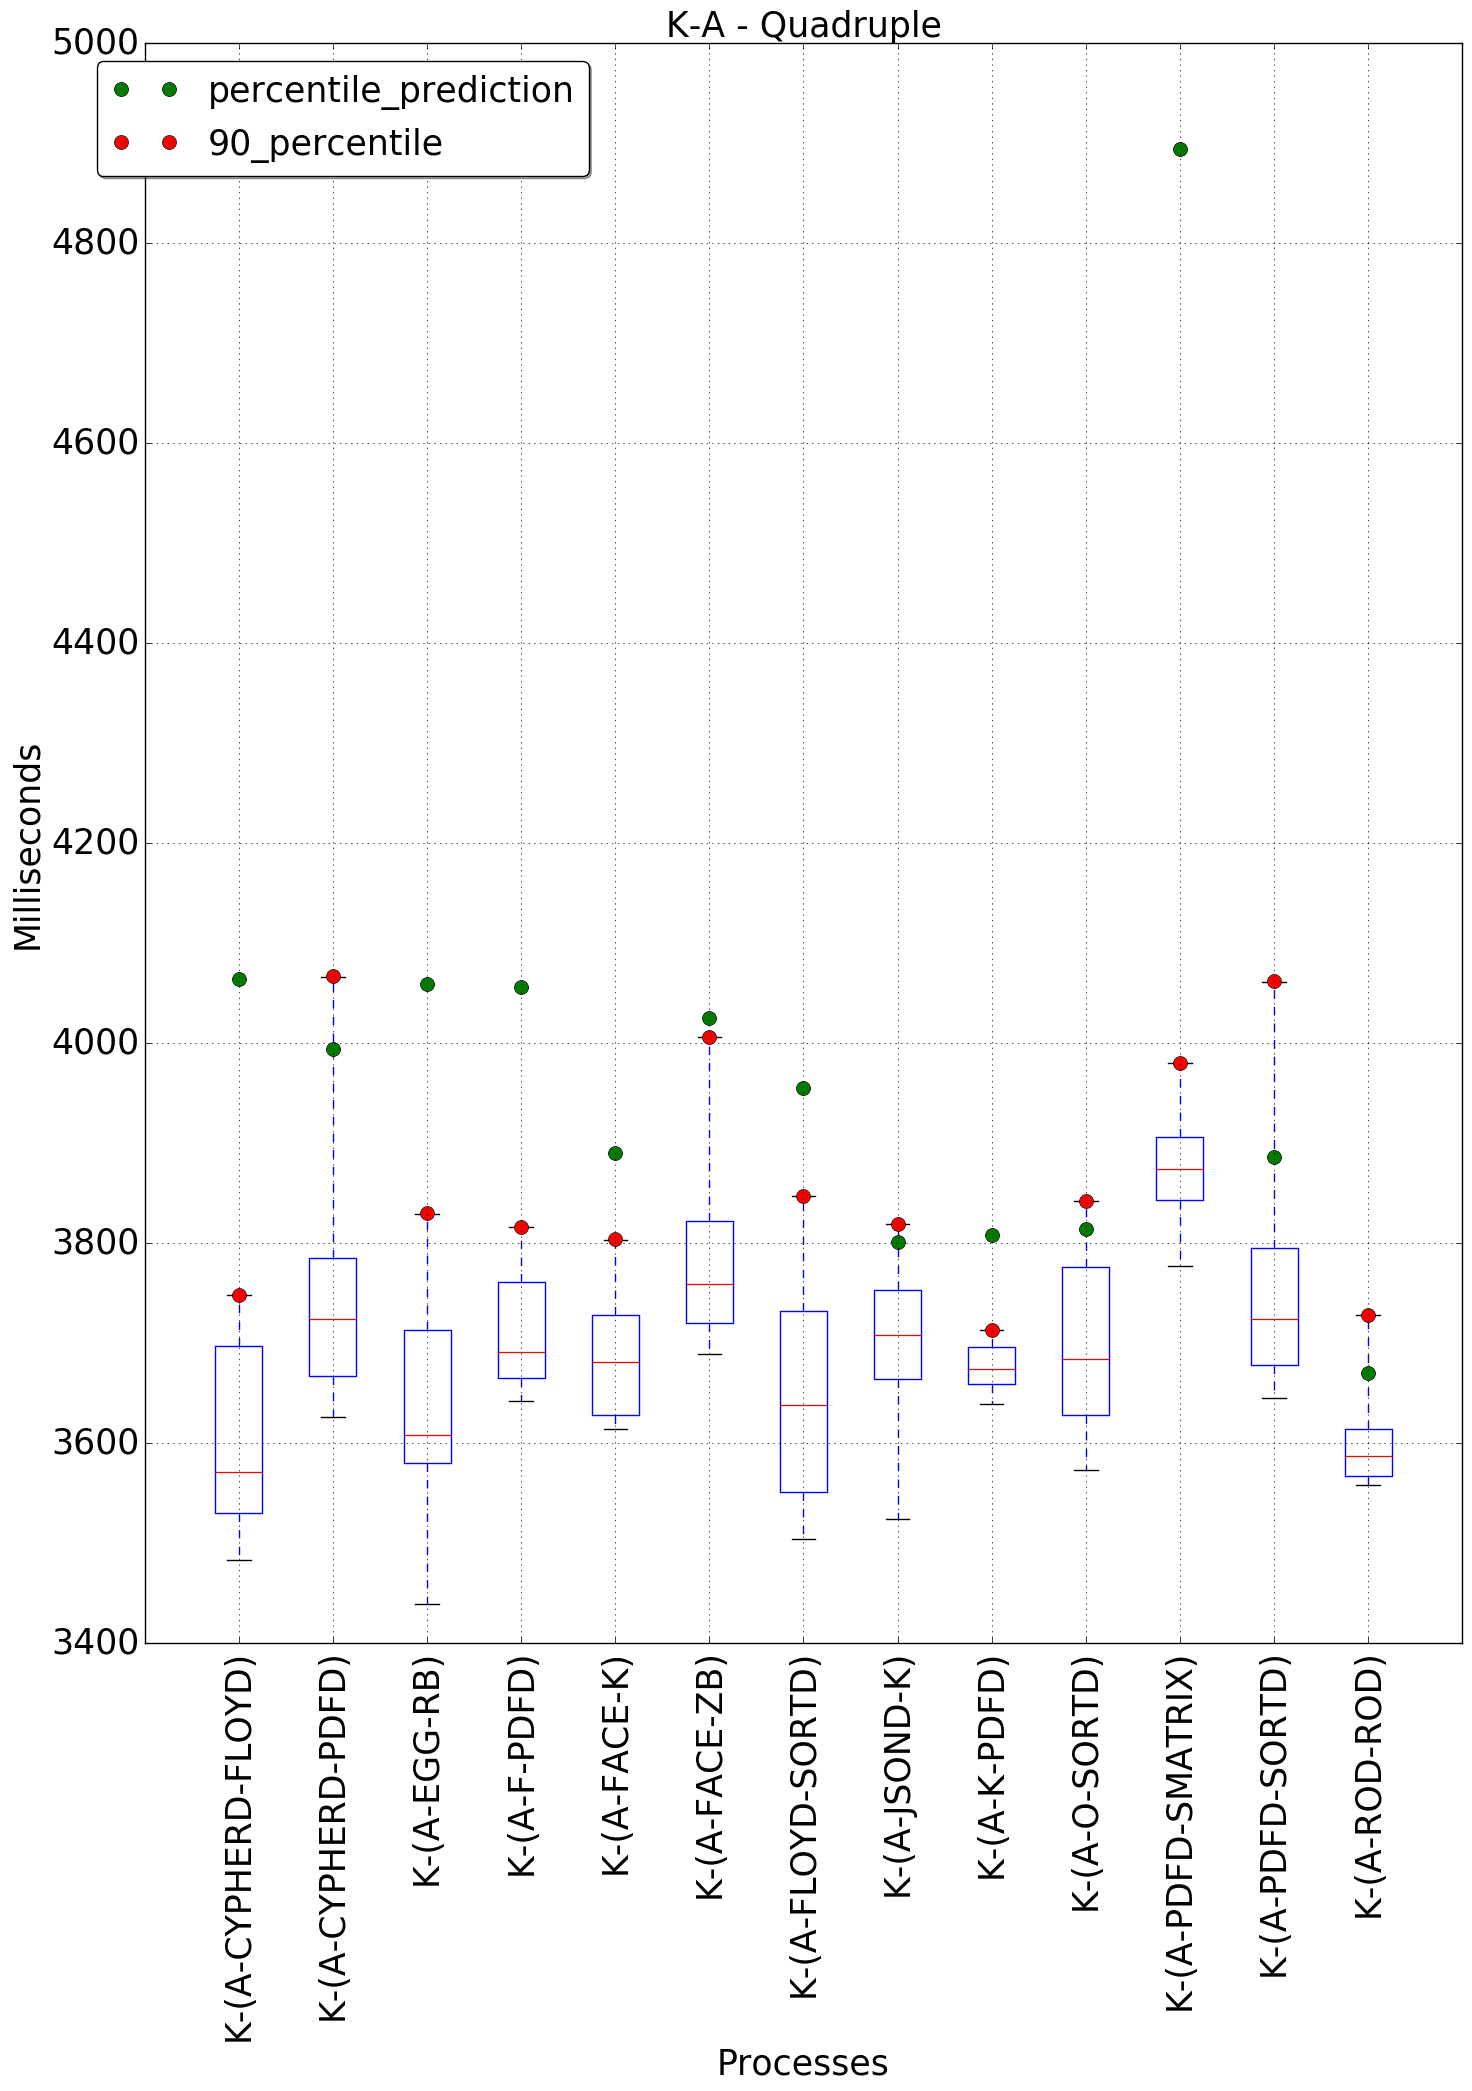 K-A - Quadruple
percentile_prediction
90_percentile
5000
4800
4600
4400
4200
4000
3800
3600
3400
Milliseconds
K-(A-CYPHERD-FLOYD)
K-(A-CYPHERD-PDFD)
K-(A-EGG-RB)
K-(A-F-PDFD)
K-(A-FACE-K)
K-(A-FACE-ZB)
K-(A-FLOYD-SORTD)
K-(A-JSOND-K)
K-(A-K-PDFD)
K-(A-O-SORTD)
K-(A-PDFD-SMATRIX)
K-(A-PDFD-SORTD)
K-(A-ROD-ROD)
Processes